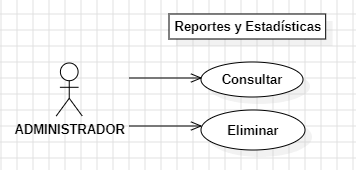 Reportes y Estadísticas
Consultar
ADMINISTRADOR
Eliminar